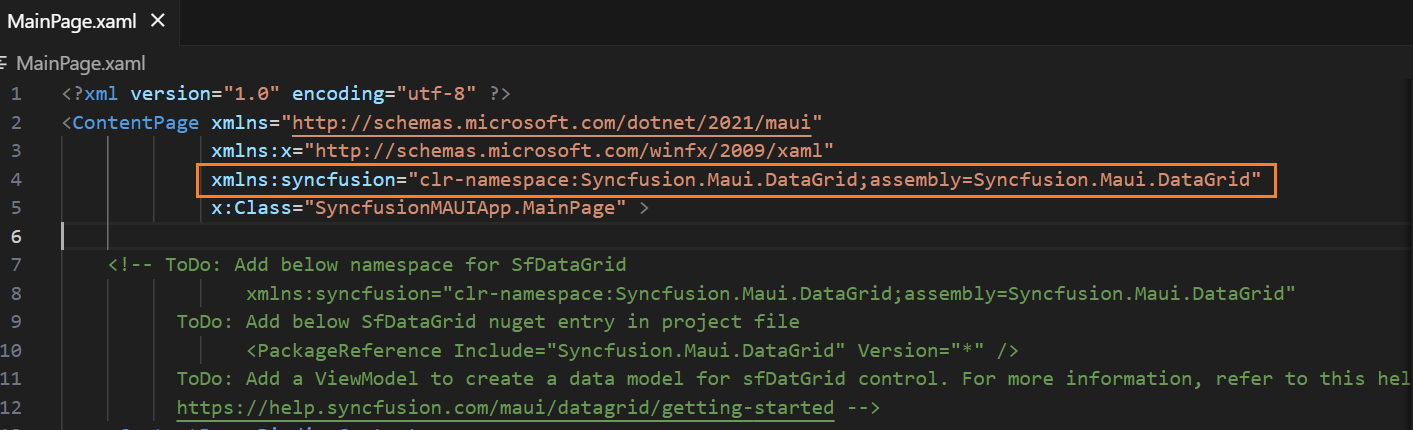 MainPage.xaml ×
MainPage.xaml
1 <?xml version="1.0" encoding="utf-8" ?>
2 <ContentPage xmlns="http://schemas.microsoft.com/dotnet/2021/maui"
3 xmlns:x="http://schemas.microsoft.com/winfx/2009/xaml"
4 xmlns:syncfusion="clr-namespace:Syncfusion.Maui.DataGrid;assembly=Syncfusion.Maui.DataGrid"
5 x:Class="SyncfusionMAUIApp.MainPage" >
6
7 <!-- ToDo: Add below namespace for SfDataGrid
8 xmlns:syncfusion="clr-namespace:Syncfusion.Maui.DataGrid;assembly=Syncfusion.Maui.DataGrid"
9 ToDo: Add below SfDataGrid nuget entry in project file
10 <PackageReference Include="Syncfusion.Maui.DataGrid" Version="*" />
11 ToDo: Add a ViewModel to create a data model for sfDatGrid control. For more information, refer to this hel
12 https://help.syncfusion.com/maui/datagrid/getting-started -->